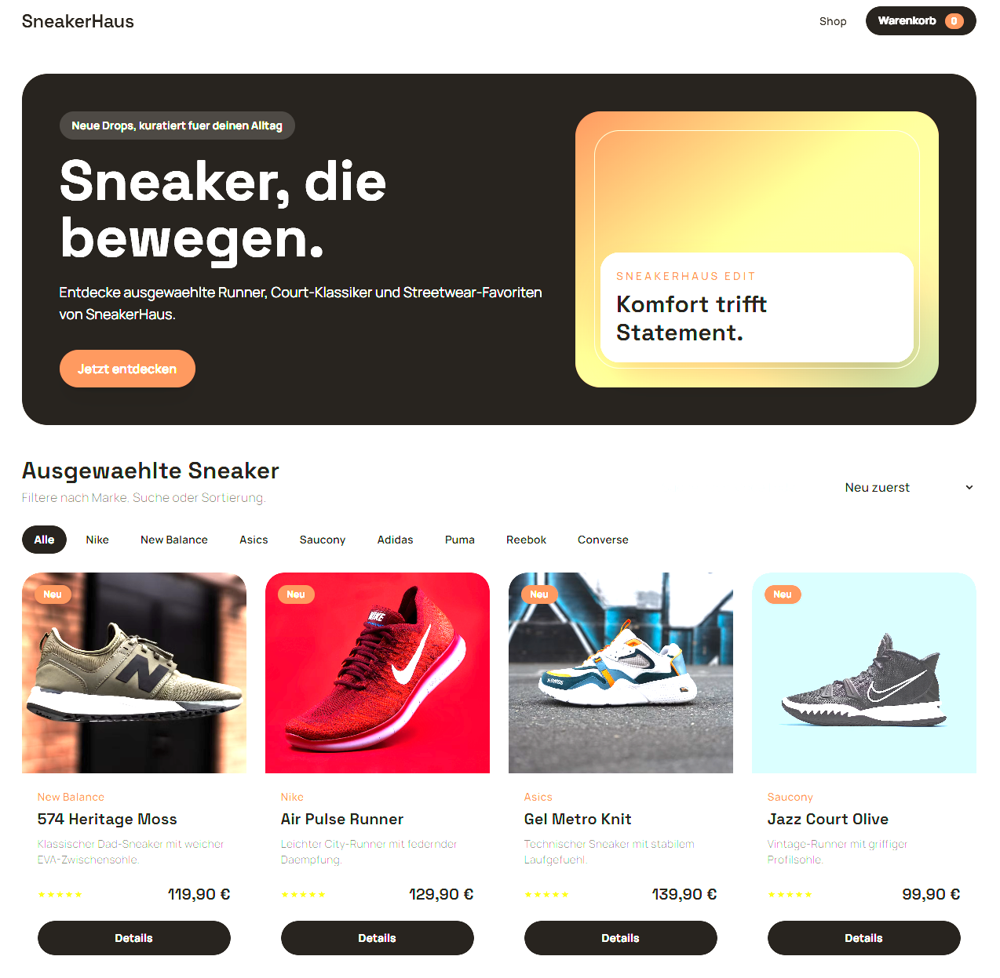 SneakerHaus
Shop
Warenkorb 0
Neue Drops, kuratiert fuer deinen Alltag
Sneaker, die
bewegen.
Entdecke ausgewaehlte Runner, Court-Klassiker und Streetwear-Favoriten
von SneakerHaus.
Jetzt entdecken
SNEAKERHAUS EDIT
Komfort trifft
Statement.
Ausgewaehlte Sneaker
Filtere nach Marke. Suche oder Sortierung.
Neu zuerst
Alle Nike New Balance Asics Saucony Adidas Puma Reebok Converse
Neu
N
New Balance
574 Heritage Moss
Klassischer Dad-Sneaker mit weicher
EVA-Zwischensohle.
★★★★★ 119,90 €
Details
Neu
NIKE
Nike
Air Pulse Runner
Leichter City-Runner mit federnder
Daempfung.
★★★★★ 129,90 €
Details
Neu
K-SWISS
Asics
Gel Metro Knit
Technischer Sneaker mit stabilem
Laufgefuehl.
★★★★★ 139,90 €
Details
Neu
Saucony
Jazz Court Olive
Vintage-Runner mit griffiger
Profilsohle.
★★★★★ 99,90 €
Details